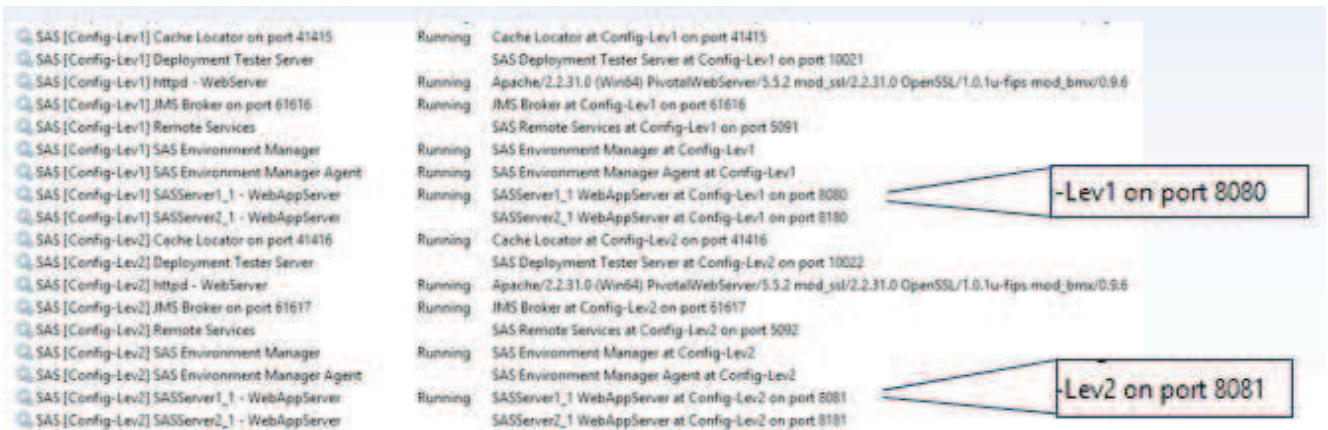 SAS [Config-Lev1] Cache Locator on port 41415 Running Cache Locator at Config-Lev1 on port 41415
SAS [Config-Lev1] Deployment Tester Server SAS Deployment Tester Server at Config-Lev1 on port 10021
SAS [Config-Lev1] httpd - WebServer Running Apache/2.2.31.0 (Win64) PivotalWebServer/5.5.2 mod_ssl/2.2.31.0 OpenSSL/1.0.1u-fips mod_bmx/0.9.6
SAS [Config-Lev1] JMS Broker on port 61616 Running JMS Broker at Config-Lev1 on port 61616
SAS [Config-Lev1] Remote Services SAS Remote Services at Config-Lev1 on port 5091
SAS [Config-Lev1] SAS Environment Manager Running SAS Environment Manager at Config-Lev1
SAS [Config-Lev1] SAS Environment Manager Agent Running SAS Environment Manager Agent at Config-Lev1
SAS [Config-Lev1] SASServer1_1 - WebAppServer Running SASServer1_1 WebAppServer at Config-Lev1 on port 8080
-Lev1 on port 8080
SAS [Config-Lev1] SASServer2_1 - WebAppServer SASServer2_1 WebAppServer at Config-Lev1 on port 8180
SAS [Config-Lev2] Cache Locator on port 41416 Running Cache Locator at Config-Lev2 on port 41416
SAS [Config-Lev2] Deployment Tester Server SAS Deployment Tester Server at Config-Lev2 on port 10022
SAS [Config-Lev2] httpd - WebServer Running Apache/2.2.31.0 (Win64) PivotalWebServer/5.5.2 mod_ssl/2.2.31.0 OpenSSL/1.0.1u-fips mod_bmx/0.9.6
SAS [Config-Lev2] JMS Broker on port 61617 Running JMS Broker at Config-Lev2 on port 61617
SAS [Config-Lev2] Remote Services SAS Remote Services at Config-Lev2 on port 5092
SAS [Config-Lev2] SAS Environment Manager Running SAS Environment Manager at Config-Lev2
SAS [Config-Lev2] SAS Environment Manager Agent SAS Environment Manager Agent at Config-Lev2
SAS [Config-Lev2] SASServer1_1 - WebAppServer Running SASServer1_1 WebAppServer at Config-Lev2 on port 8081
-Lev2 on port 8081
SAS [Config-Lev2] SASServer2_1 - WebAppServer SASServer2_1 WebAppServer at Config-Lev2 on port 8181